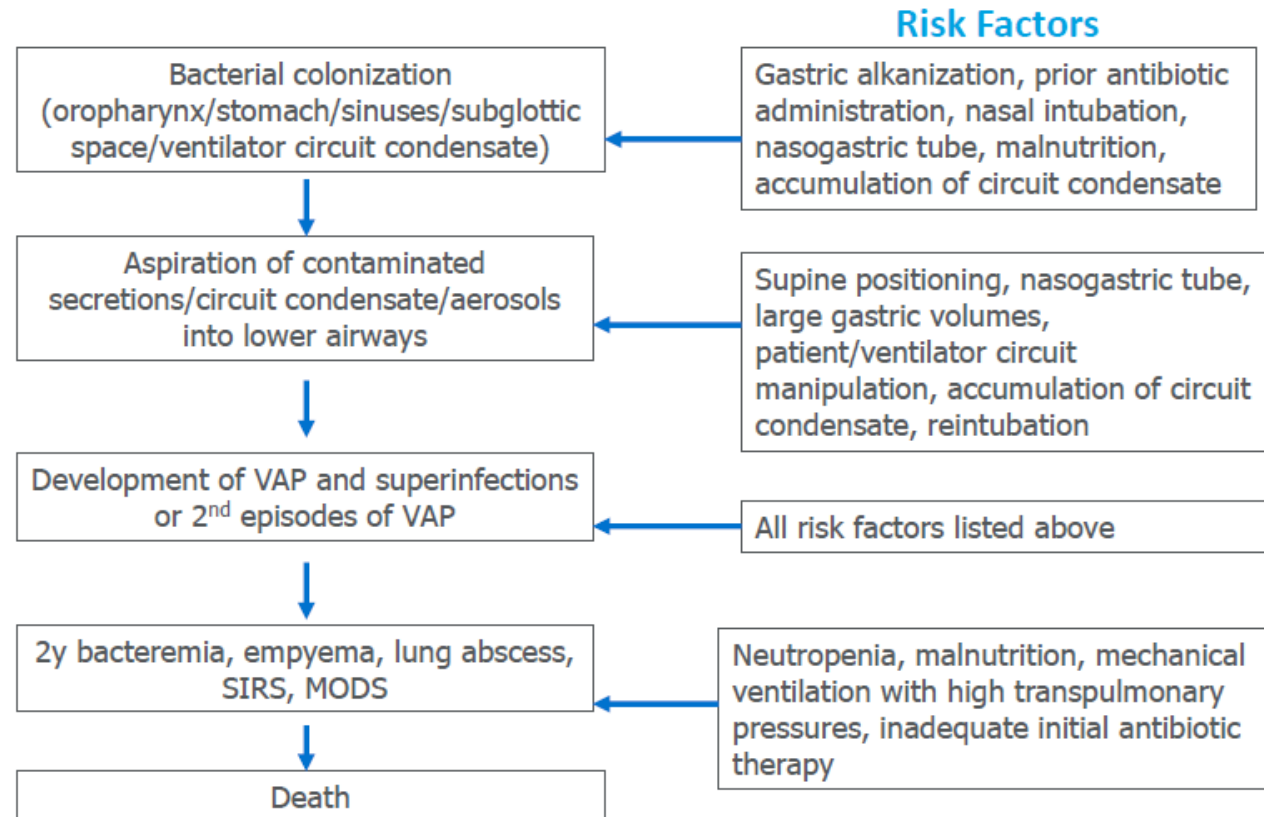 Risk Factors
Bacterial colonization
(oropharynx/stomach/sinuses/subglottic
space/ventilator circuit condensate)
Gastric alkanization, prior antibiotic
administration, nasal intubation,
nasogastric tube, malnutrition,
accumulation of circuit condensate
Aspiration of contaminated
secretions/circuit condensate/aerosols
into lower airways
Supine positioning, nasogastric tube,
large gastric volumes,
patient/ventilator circuit
manipulation, accumulation of circuit
condensate, reintubation
Development of VAP and superinfections
or 2nd episodes of VAP
All risk factors listed above
2y bacteremia, empyema, lung abscess,
SIRS, MODS
Neutropenia, malnutrition, mechanical
ventilation with high transpulmonary
pressures, inadequate initial antibiotic
therapy
Death